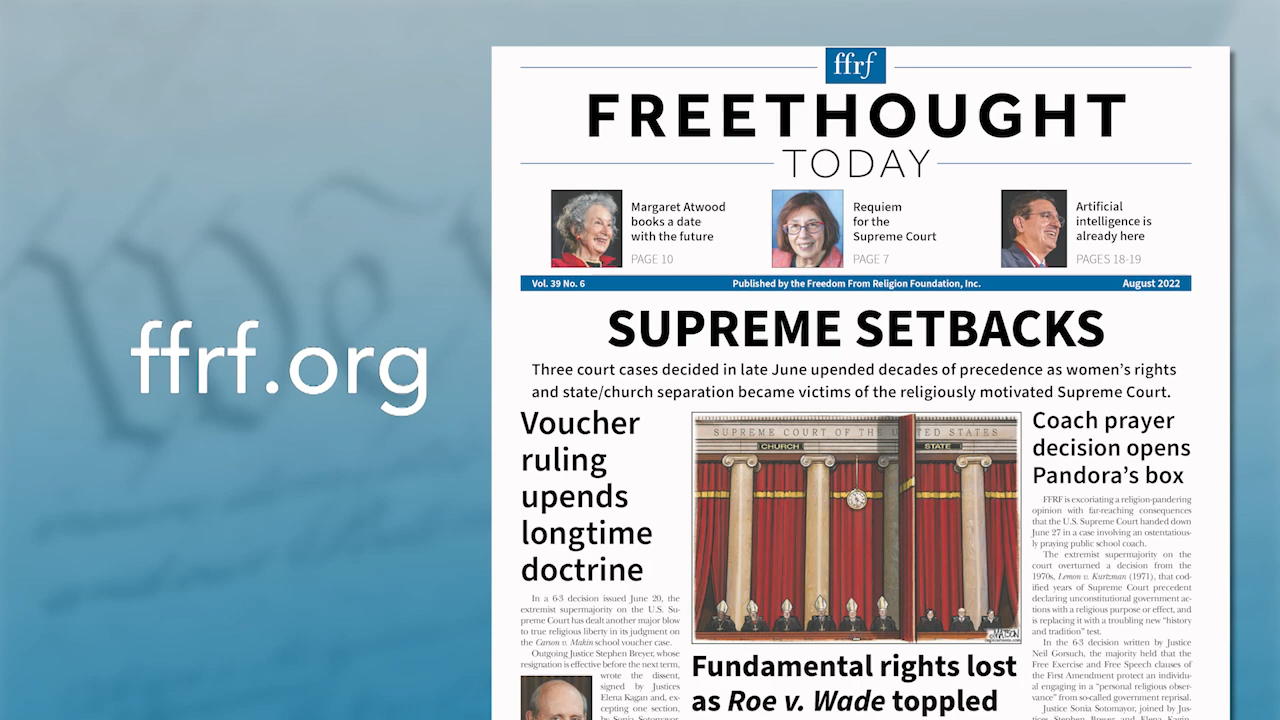 ffrf.org
ffrf
FREETHOUGHT
TODAY
Margaret Atwood
books a date
with the future
PAGE 10
Requiem
for the
Supreme Court
PAGE 7
Artificial
intelligence is
already here
PAGES 18-19
Vol. 39 No. 6
Published by the Freedom From Religion Foundation, Inc.
August 2022
SUPREME SETBACKS
Three court cases decided in late June upended decades of precedence as women's rights
and state/church separation became victims of the religiously motivated Supreme Court.
Voucher
ruling
upends
longtime
doctrine
In a 6-3 decision issued June 20, the
extremist supermajority on the U.S. Su-
preme Court has dealt another major blow
to true religious liberty in its judgment on
the Carson v. Makin school voucher case.
Outgoing Justice Stephen Breyer, whose
resignation is effective before the next term,
wrote the dissent,
signed by Justices
Elena Kagan and, ex-
cepting one section,
by Sonia Sotomayor.
SUPREME COURT OF THE U TED STATES
CHURCH
STATE
Fundamental rights lost
as Roe v. Wade toppled
Coach prayer
decision opens
Pandora's box
FFRF is excoriating a religion-pandering
opinion with far-reaching consequences
that the U.S. Supreme Court handed down
June 27 in a case involving an ostentatious-
ly praying public school coach.
The extremist supermajority on the
court overturned a decision from the
1970s, Lemon v. Kurtzman (1971), that cod-
ified years of Supreme Court precedent
declaring unconstitutional government ac-
tions with a religious purpose or effect, and
is replacing it with a troubling new "history
and tradition" test.
In the 6-3 decision written by Justice
Neil Gorsuch, the majority held that the
Free Exercise and Free Speech clauses of
the First Amendment protect an individu-
al engaging in a "personal religious obser-
vance" from so-called government reprisal.
Justice Sonia Sotomayor, joined by Jus-
tices Stephen Breyer and Elena Kagan,